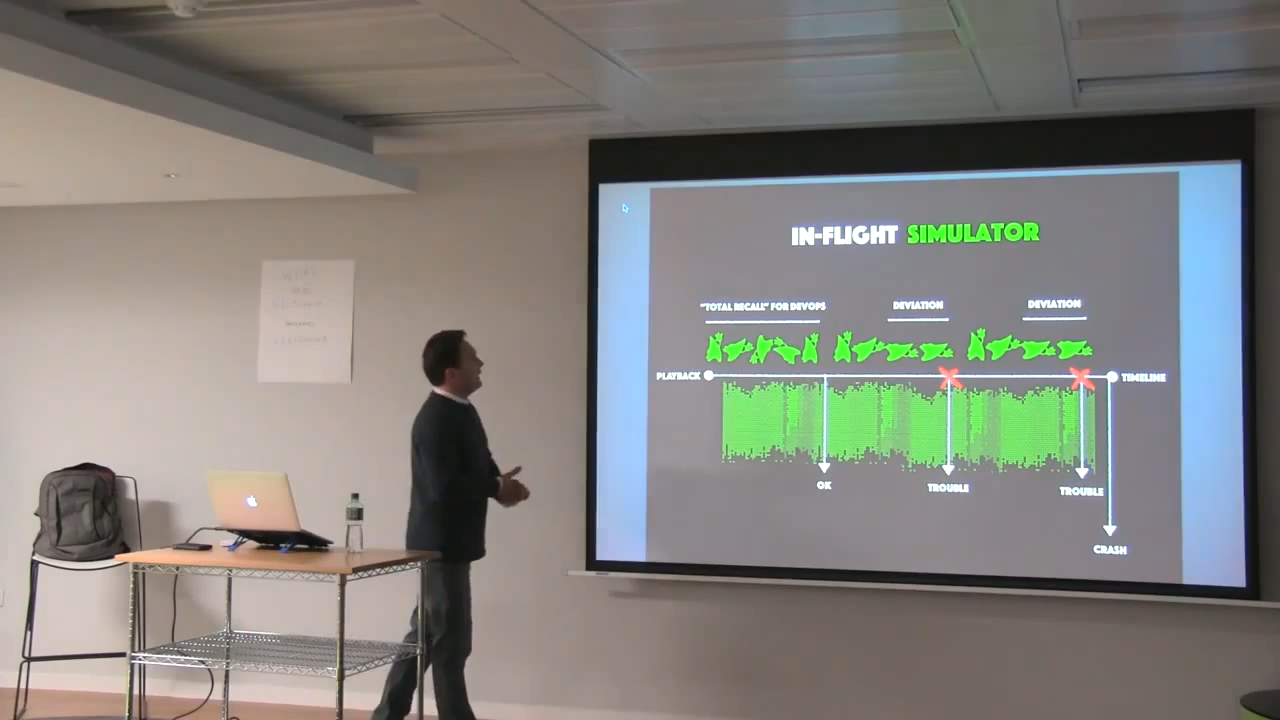 IN-FLIGHT SIMULATOR
"TOTAL RECALL" FOR DEVOPS
DEVIATION
DEVIATION
PLAYBACK
TIMELINE
OK
TROUBLE
TROUBLE
CRASH